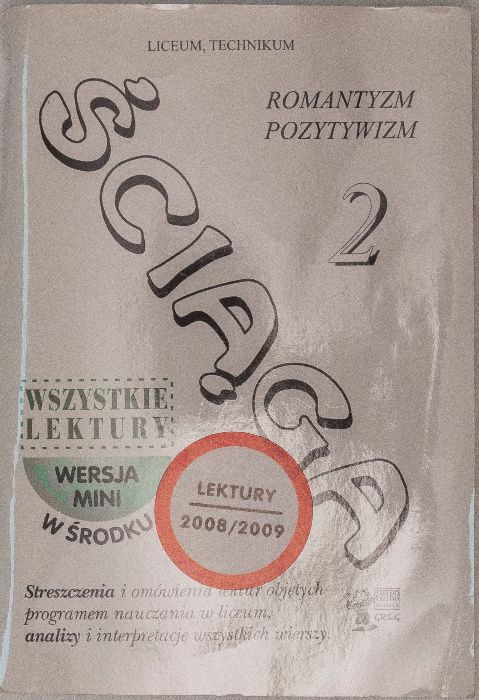 LICEUM, TECHNIKUM
ROMANTYZM
POZYTYWIZM
2
ŚCIĄGA
WSZYSTKIE
LEKTURY
WERSJA
MINI
W ŚRODKU
LEKTURY
2008/2009
Streszczenia i omówienia lektur objętych
programem nauczania w liceum,
analizy i interpretacje wszystkich wierszy.
GREG